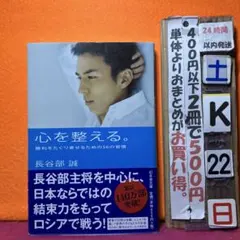 心を整える。
勝利をたぐり寄せるための56の習慣
長谷部 誠
長谷部主将を中心に、
日本ならではの
結束力をもって
ロシアで戦う!
400円以下2冊で500円
単体よりおまとめがお買い得。
24時間
以内発送
土
K
22
日